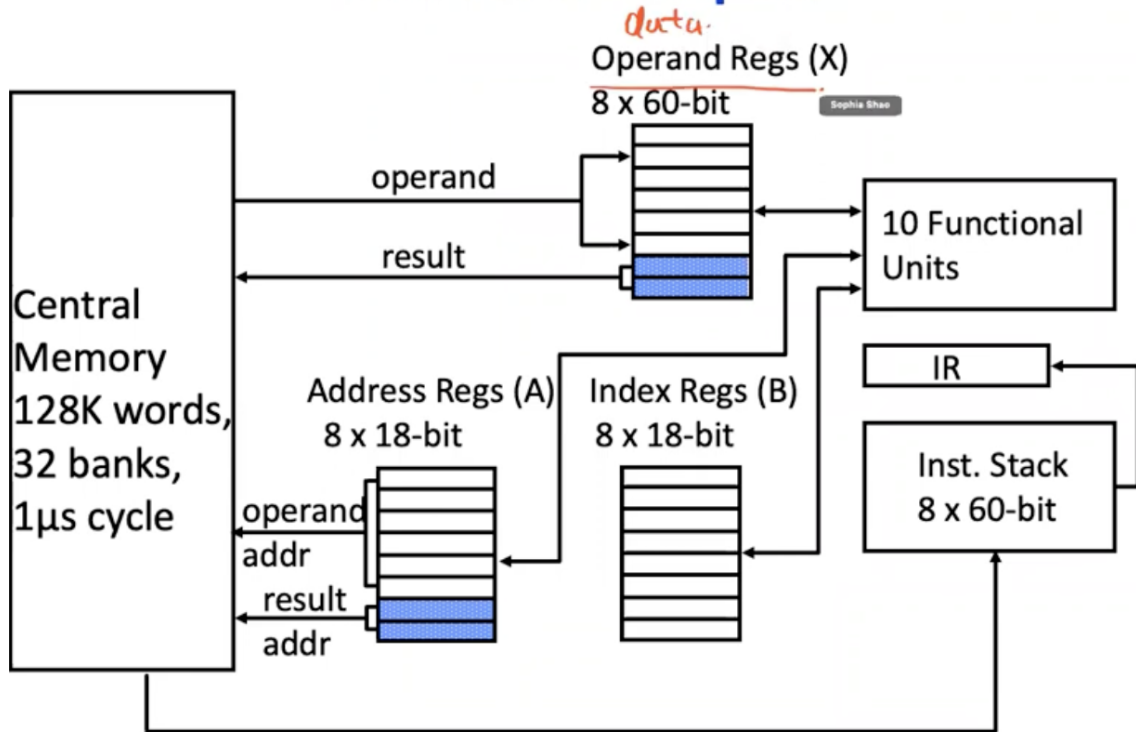 data.
Operand Regs (X)
8 x 60-bit
Sophia Shao
operand
result
10 Functional
Units
Central
Memory
128K words,
32 banks,
1μs cycle
IR
Address Regs (A)
8 x 18-bit
Index Regs (B)
8 x 18-bit
Inst. Stack
8 x 60-bit
operand
addr
result
addr